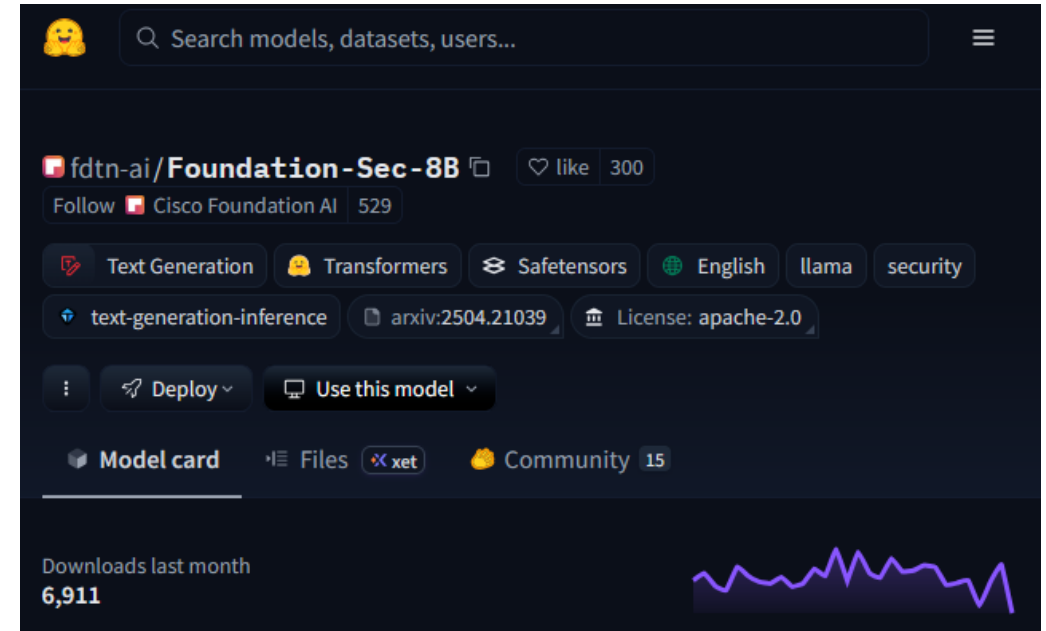 Search models, datasets, users...
fdtn-ai/Foundation-Sec-8B like 300
Follow Cisco Foundation AI 529
Text Generation Transformers Safetensors English llama security
text-generation-inference arxiv:2504.21039 License: apache-2.0
Deploy Use this model
Model card Files xet Community 15
Downloads last month
6,911